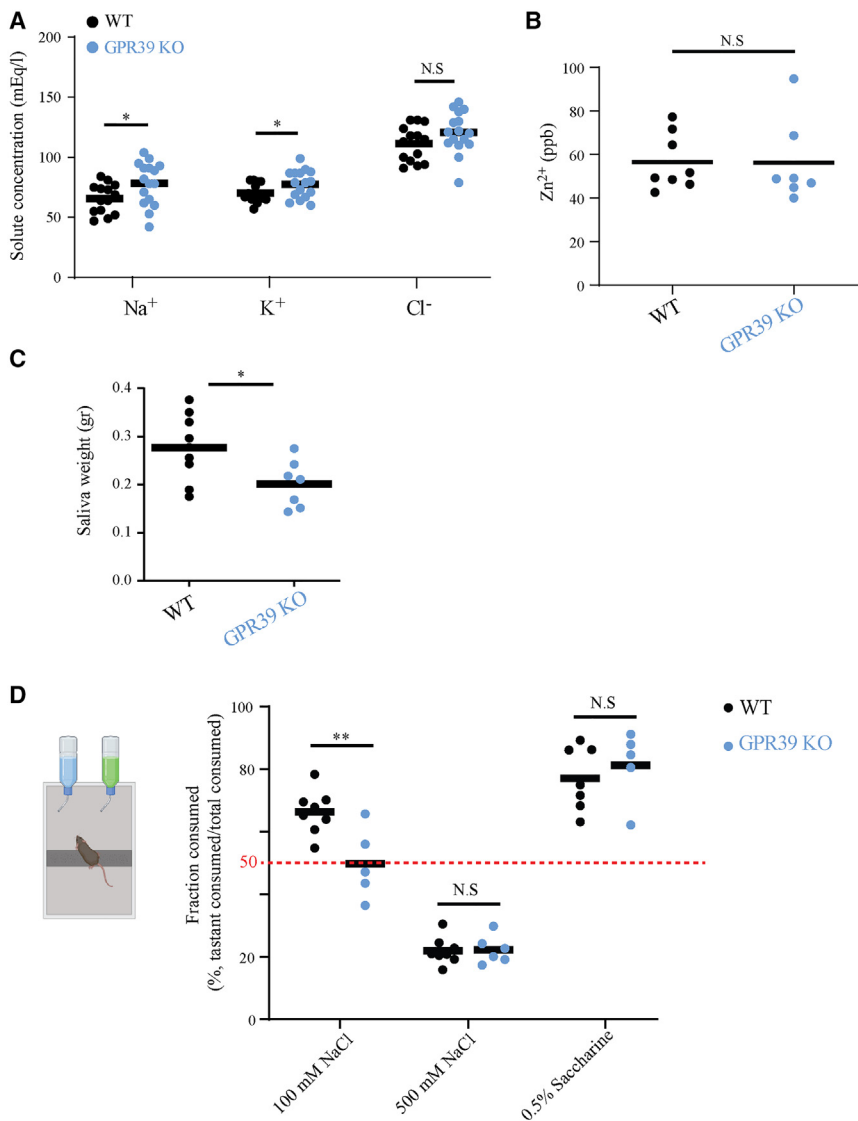 A
WT
GPR39 KO
Solute concentration (mEq/l)
200
150
100
50
0
*
*
N.S
Na⁺
K⁺
Cl⁻
B
N.S
Zn²⁺ (ppb)
100
80
60
40
20
0
WT
GPR39 KO
C
*
Saliva weight (gr)
0.4
0.3
0.2
0.1
0.0
WT
GPR39 KO
D
Fraction consumed
(%, tastant consumed/total consumed)
100
80
50
20
0
**
N.S
N.S
WT
GPR39 KO
100 mM NaCl
500 mM NaCl
0.5% Saccharine